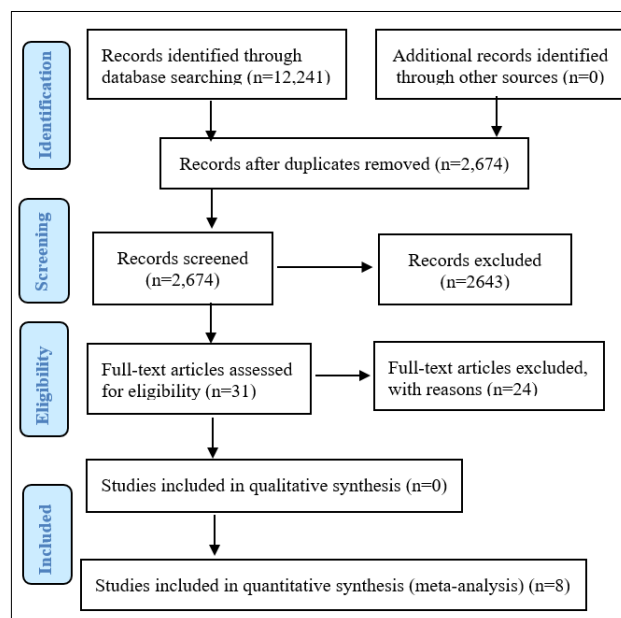 Identification
Records identified through
database searching (n=12,241)
Additional records identified
through other sources (n=0)
Records after duplicates removed (n=2,674)
Screening
Records screened
(n=2,674)
Records excluded
(n=2643)
Eligibility
Full-text articles assessed
for eligibility (n=31)
Full-text articles excluded,
with reasons (n=24)
Included
Studies included in qualitative synthesis (n=0)
Studies included in quantitative synthesis (meta-analysis) (n=8)